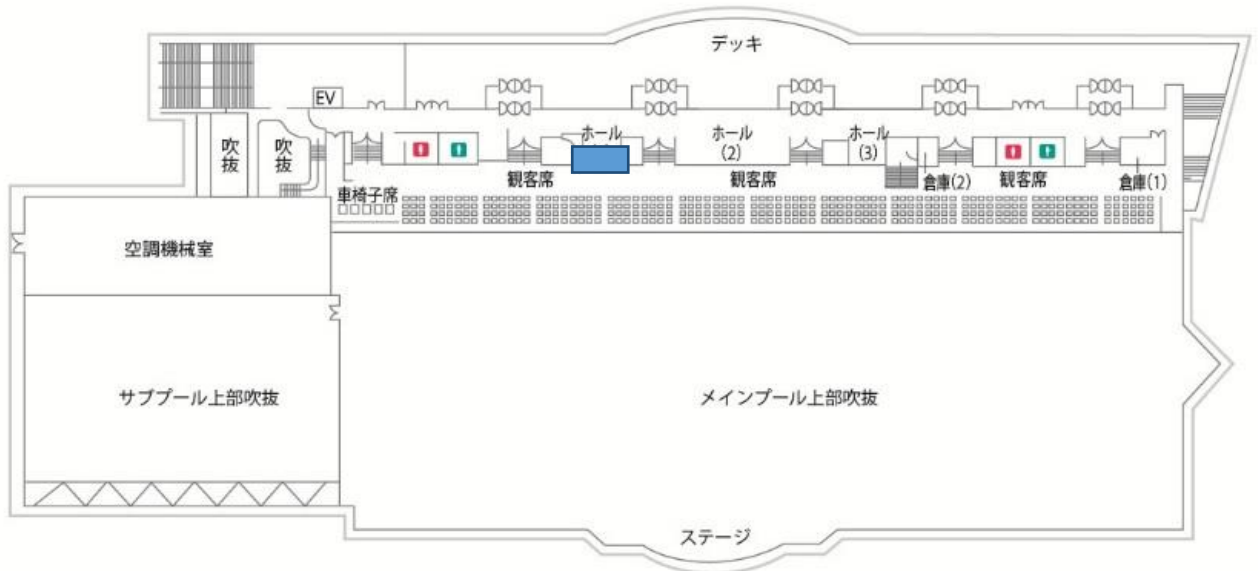 デッキ
EV
吹抜
吹抜
ホール
ホール
(2)
ホール
(3)
車椅子席
観客席
観客席
倉庫(2)
観客席
倉庫(1)
空調機械室
サブプール上部吹抜
メインプール上部吹抜
ステージ